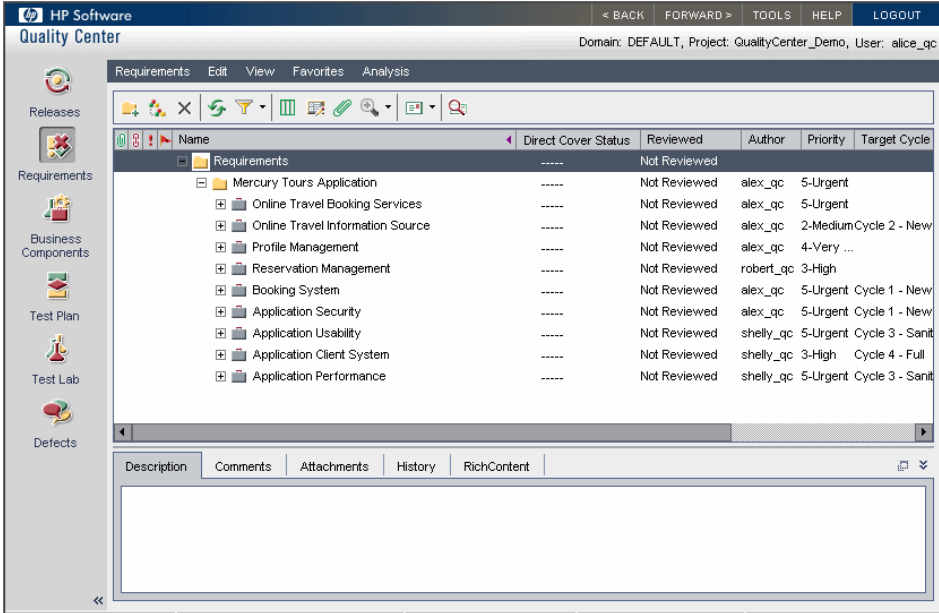 hp HP Software < BACK FORWARD > TOOLS HELP LOGOUT
Quality Center
Domain: DEFAULT, Project: QualityCenter_Demo, User: alice_qc
Requirements Edit View Favorites Analysis
Releases
Requirements
Business
Components
Test Plan
Test Lab
Defects
Name Direct Cover Status Reviewed Author Priority Target Cycle
Requirements ----- Not Reviewed
Mercury Tours Application ----- Not Reviewed alex_qc 5-Urgent
Online Travel Booking Services ----- Not Reviewed alex_qc 5-Urgent
Online Travel Information Source ----- Not Reviewed alex_qc 2-Medium Cycle 2 - New
Profile Management ----- Not Reviewed alex_qc 4-Very ...
Reservation Management ----- Not Reviewed robert_qc 3-High
Booking System ----- Not Reviewed alex_qc 5-Urgent Cycle 1 - New
Application Security ----- Not Reviewed alex_qc 5-Urgent Cycle 1 - New
Application Usability ----- Not Reviewed shelly_qc 5-Urgent Cycle 3 - Sanit
Application Client System ----- Not Reviewed shelly_qc 3-High Cycle 4 - Full
Application Performance ----- Not Reviewed shelly_qc 5-Urgent Cycle 3 - Sanit
Description Comments Attachments History RichContent